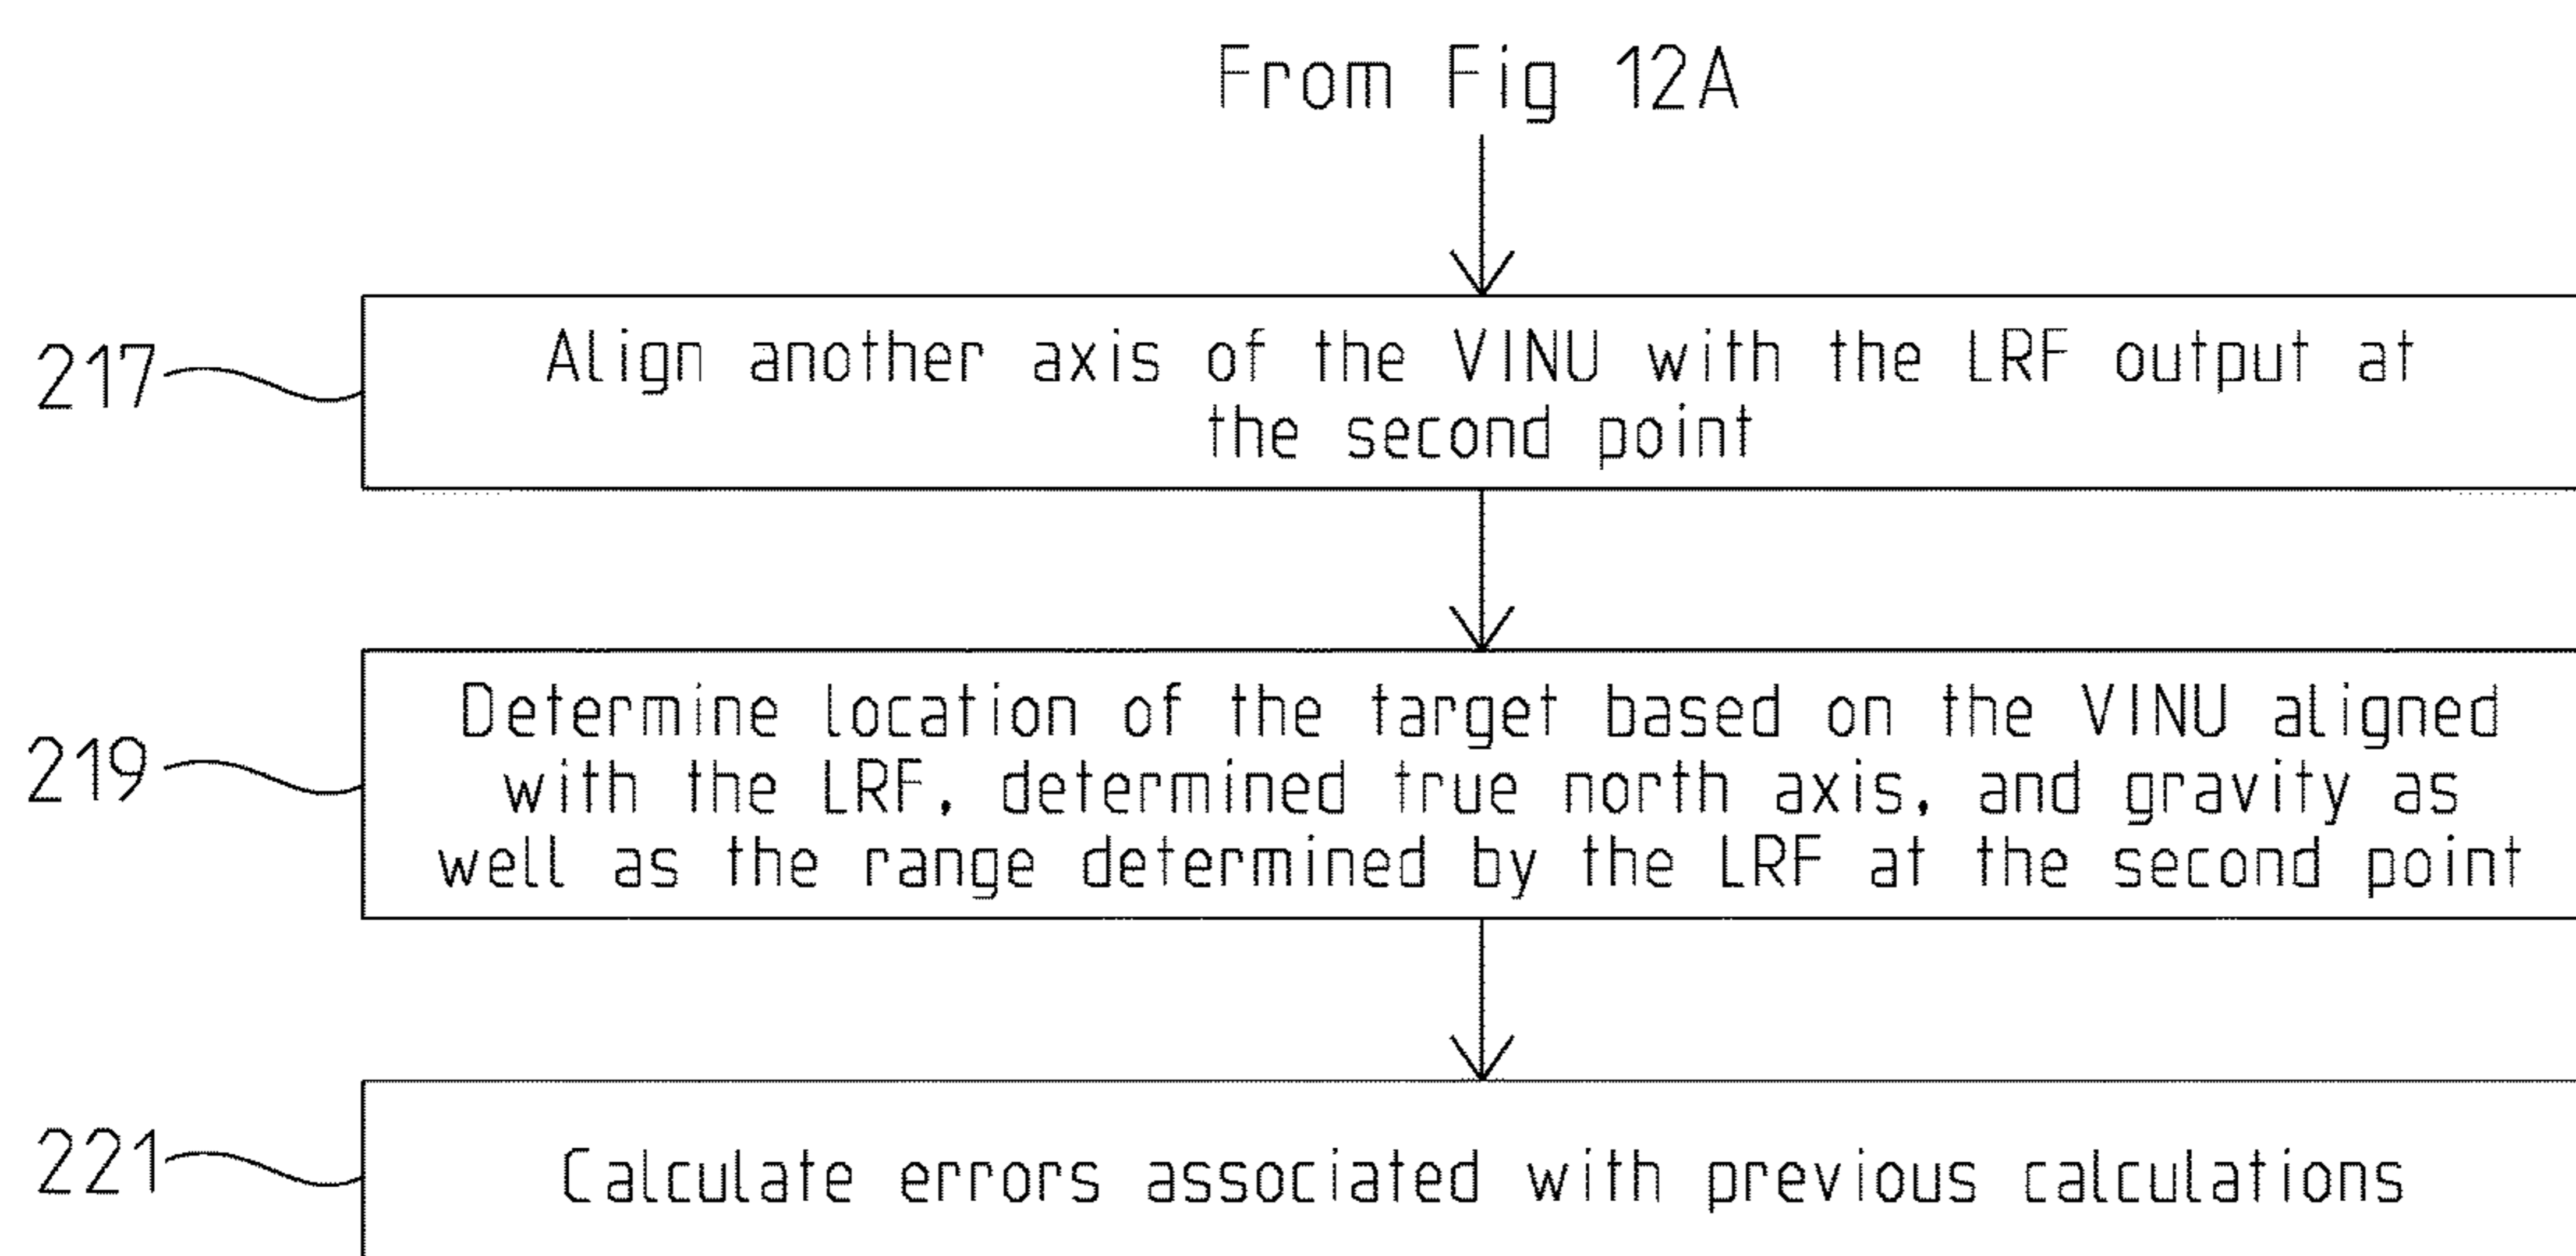 From Fig 12A
217
Align another axis of the VINU with the LRF output at
the second point
219
Determine location of the target based on the VINU aligned
with the LRF, determined true north axis, and gravity as
well as the range determined by the LRF at the second point
221
Calculate errors associated with previous calculations